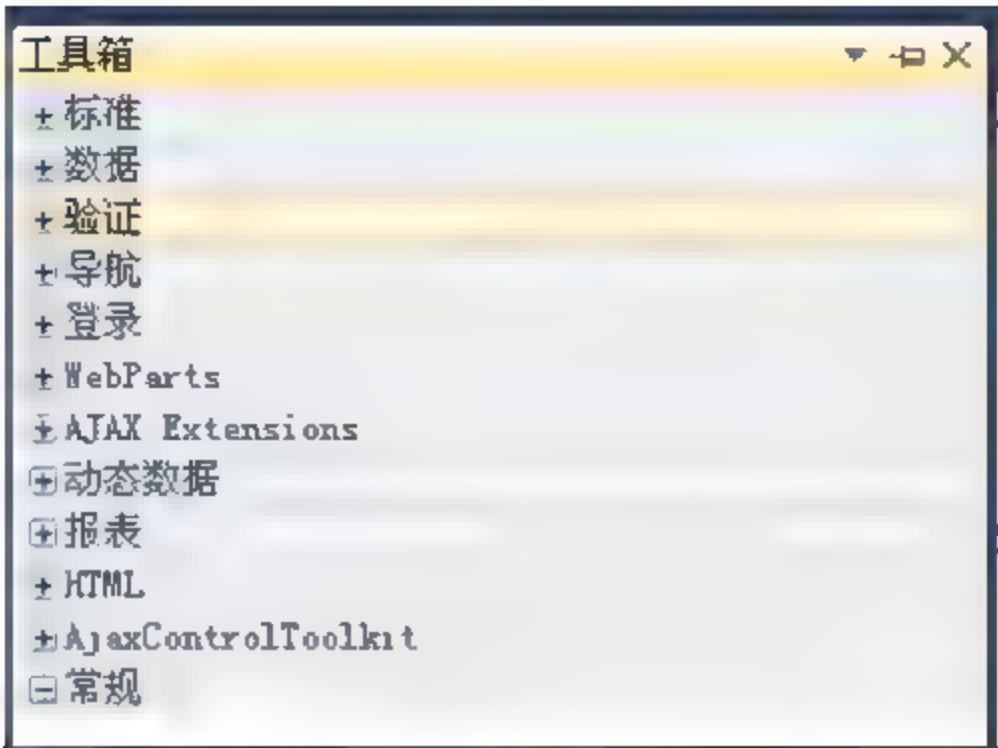 工具箱
标准
数据
验证
导航
登录
WebParts
AJAX Extensions
动态数据
报表
HTML
AjaxControlToolkit
常规